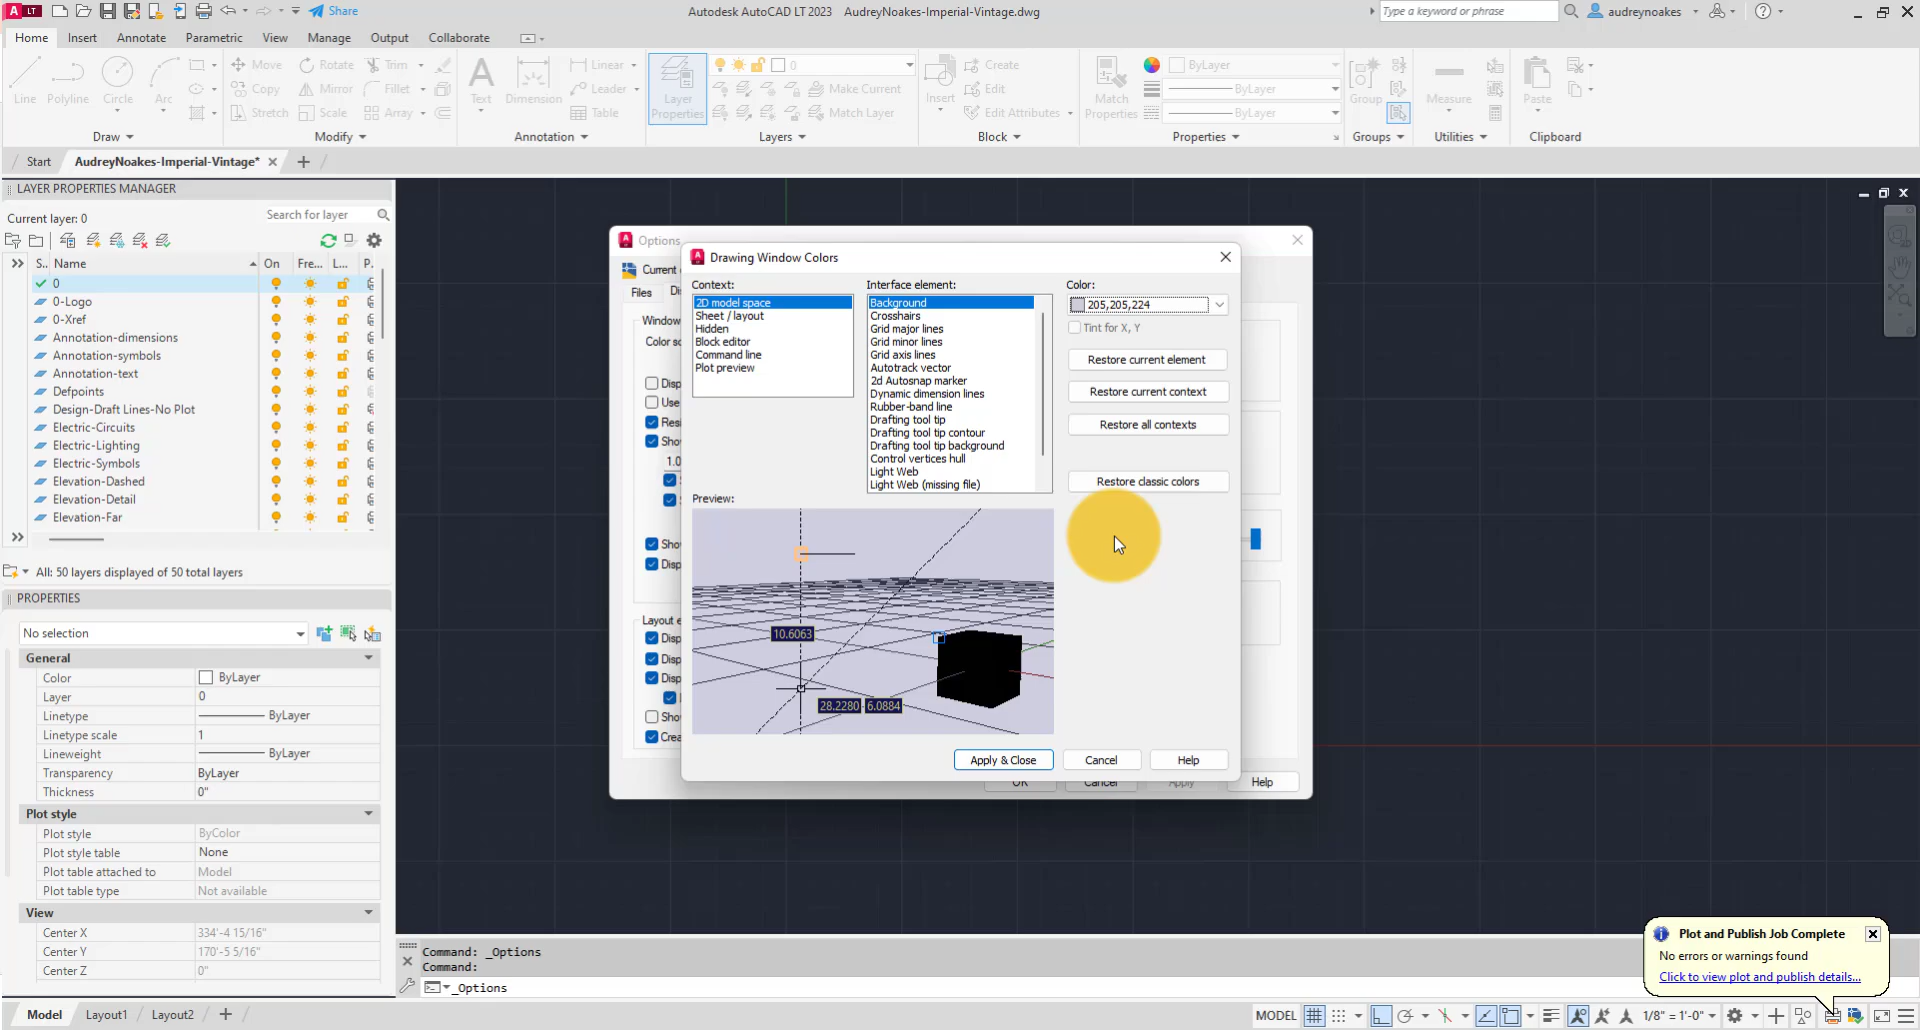 LT
Share
Autodesk AutoCAD LT 2023 AudreyNoakes-Imperial-Vintage.dwg
Type a keyword or phrase
audreynoakes
Home Insert Annotate Parametric View Manage Output Collaborate
Line Polyline Circle Arc
Move Rotate Trim
Copy Mirror Fillet
Stretch Scale Array
Text Dimension
Linear
Leader
Table
Layer Properties
0
Make Current
Match Layer
Insert
Create
Edit
Edit Attributes
Match Properties
ByLayer
ByLayer
ByLayer
Group
Measure
Paste
Draw Modify Annotation Layers Block Properties Groups Utilities Clipboard
Start AudreyNoakes-Imperial-Vintage*
LAYER PROPERTIES MANAGER
Current layer: 0
Search for layer
S.. Name On Fre... L... P.
0
0-Logo
0-Xref
Annotation-dimensions
Annotation-symbols
Annotation-text
Defpoints
Design-Draft Lines-No Plot
Electric-Circuits
Electric-Lighting
Electric-Symbols
Elevation-Dashed
Elevation-Detail
Elevation-Far
All: 50 layers displayed of 50 total layers
PROPERTIES
No selection
General
Color ByLayer
Layer 0
Linetype ByLayer
Linetype scale 1
Lineweight ByLayer
Transparency ByLayer
Thickness 0"
Plot style
Plot style ByColor
Plot style table None
Plot table attached to Model
Plot table type Not available
View
Center X 334'-4 15/16"
Center Y 170'-5 5/16"
Center Z 0"
Options
Current
Files
Window
1.0
Layout e
OK Cancel Apply Help
Drawing Window Colors
Context:
2D model space
Sheet / layout
Hidden
Block editor
Command line
Plot preview
Interface element:
Background
Crosshairs
Grid major lines
Grid minor lines
Grid axis lines
Autotrack vector
2d Autosnap marker
Dynamic dimension lines
Rubber-band line
Drafting tool tip
Drafting tool tip contour
Drafting tool tip background
Control vertices hull
Light Web
Light Web (missing file)
Color:
205,205,224
Tint for X, Y
Restore current element
Restore current context
Restore all contexts
Restore classic colors
Preview:
10.6063
28.2280 6.0884
Apply & Close Cancel Help
Command: _Options
Command:
_Options
Plot and Publish Job Complete
No errors or warnings found
Click to view plot and publish details...
Model Layout1 Layout2
MODEL
1/8" = 1'-0"